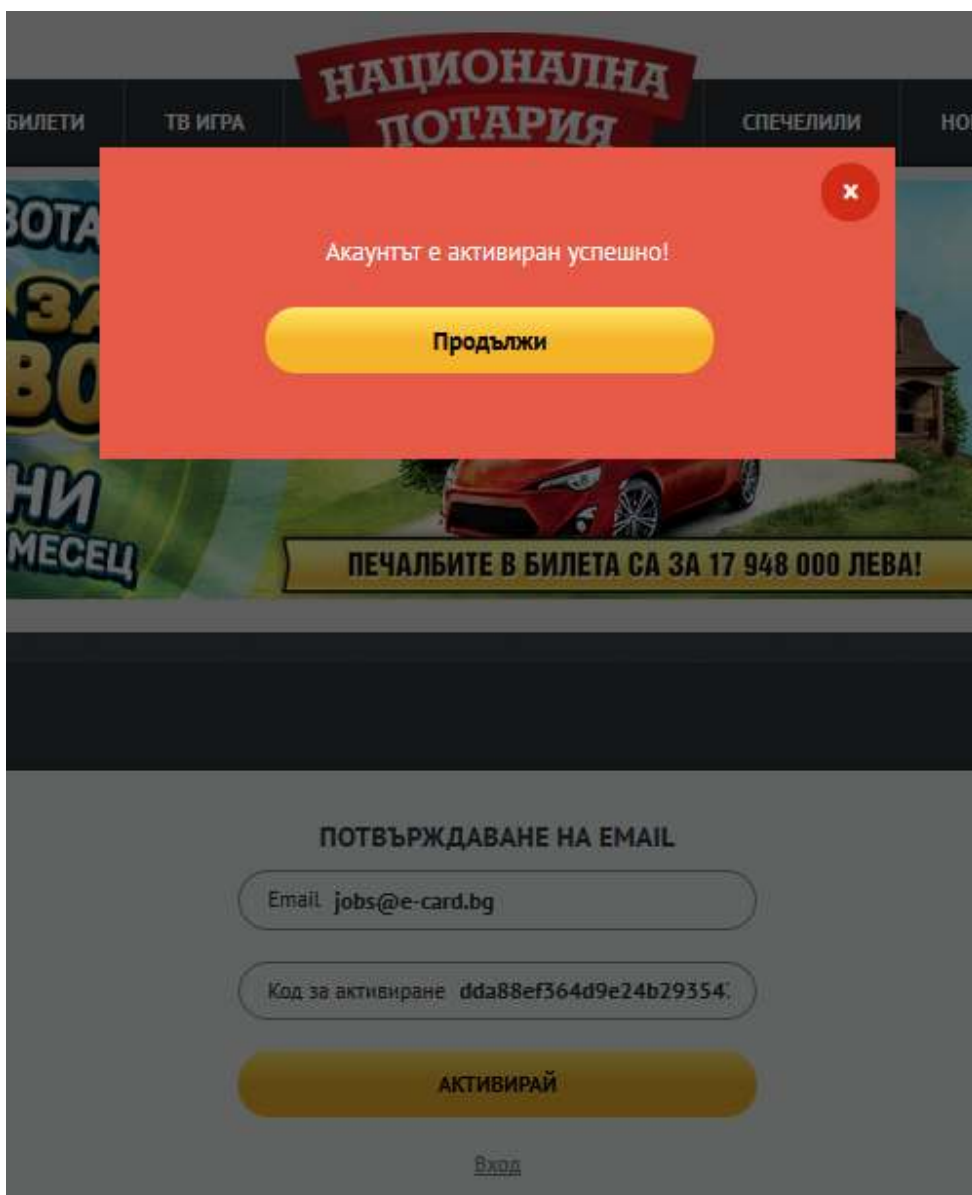 НАЦИОНАЛНА
ЛОТАРИЯ
БИЛЕТИ
ТВ ИГРА
СПЕЧЕЛИЛИ
x
Акаунтът е активиран успешно!
Продължи
ЗА
МЕСЕЦ
ПЕЧАЛБИТЕ В БИЛЕТА СА ЗА 17 948 000 ЛЕВА!
ПОТВЪРЖДАВАНЕ НА EMAIL
Email jobs@e-card.bg
Код за активиране dda88ef364d9e24b29354
АКТИВИРАЙ
Вход